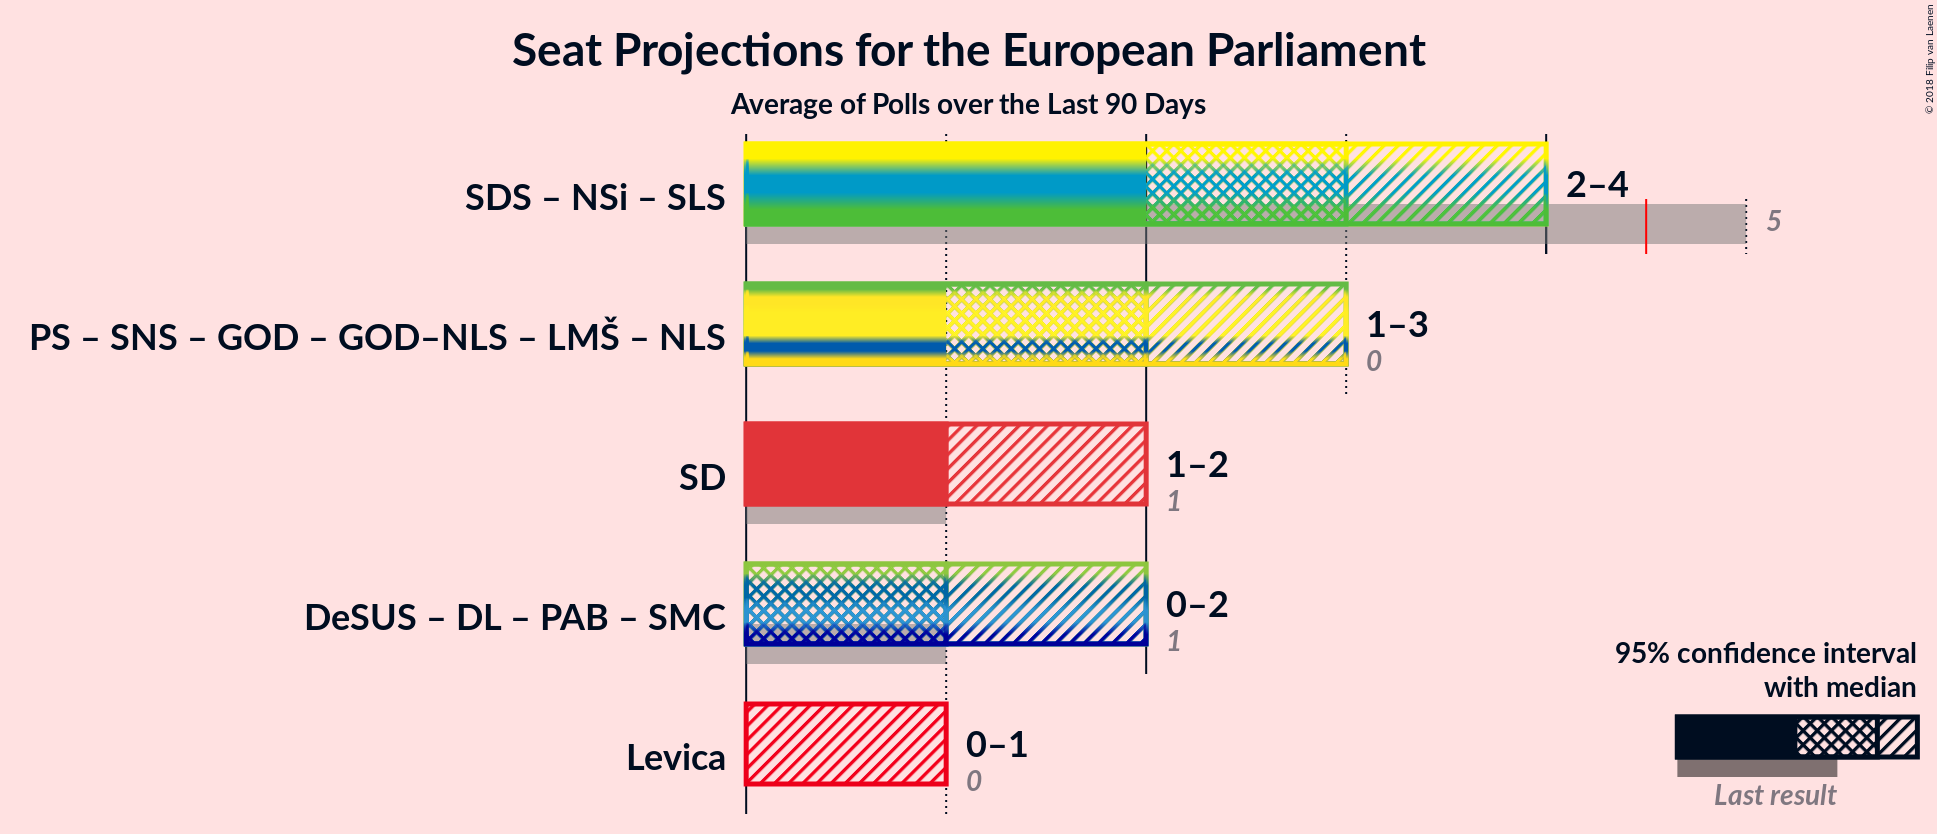 Seat Projections for the European Parliament
Average of Polls over the Last 90 Days
© 2018 Filip van Laenen
SDS – NSi – SLS
2–4
5
PS – SNS – GOD – GOD–NLS – LMŠ – NLS
1–3
0
SD
1–2
1
DeSUS – DL – PAB – SMC
0–2
1
Levica
0–1
0
95% confidence interval
with median
Last result